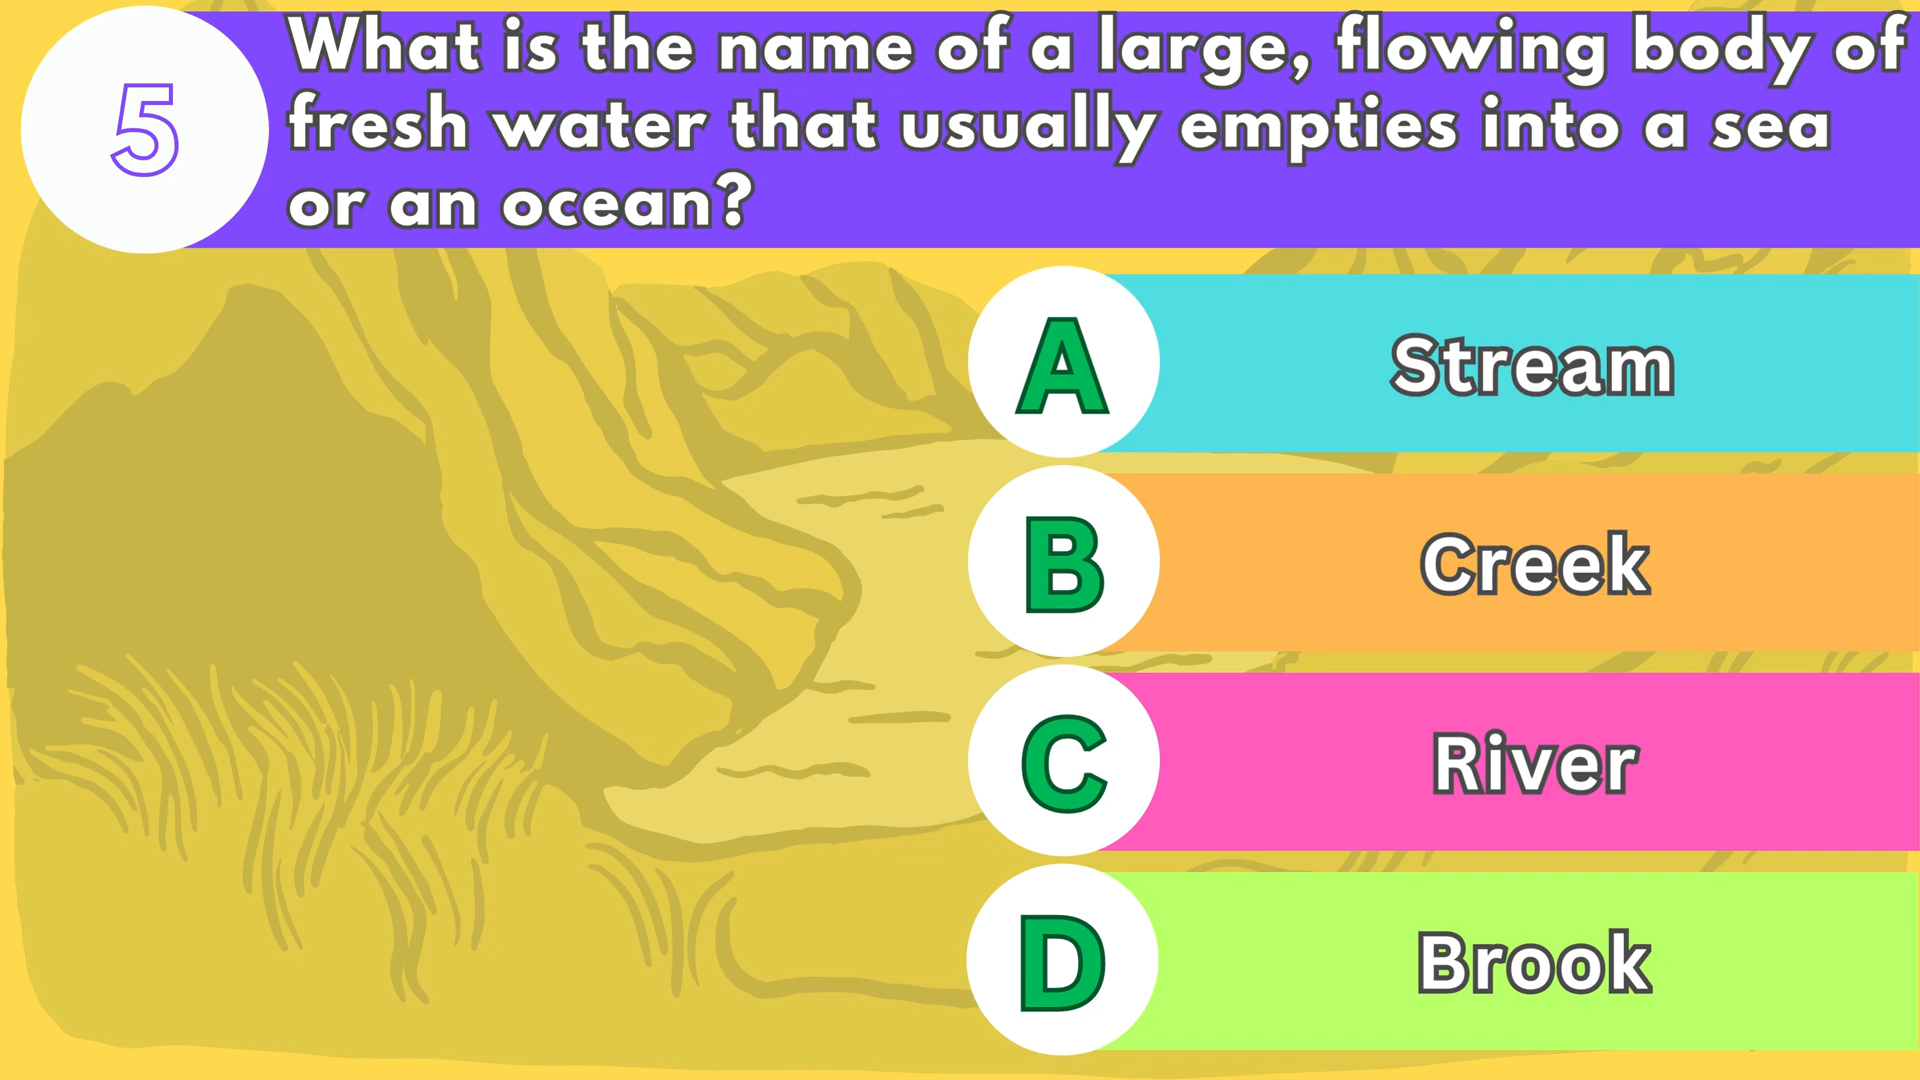 5
What is the name of a large, flowing body of
fresh water that usually empties into a sea
or an ocean?
A
Stream
B
Creek
C
River
D
Brook